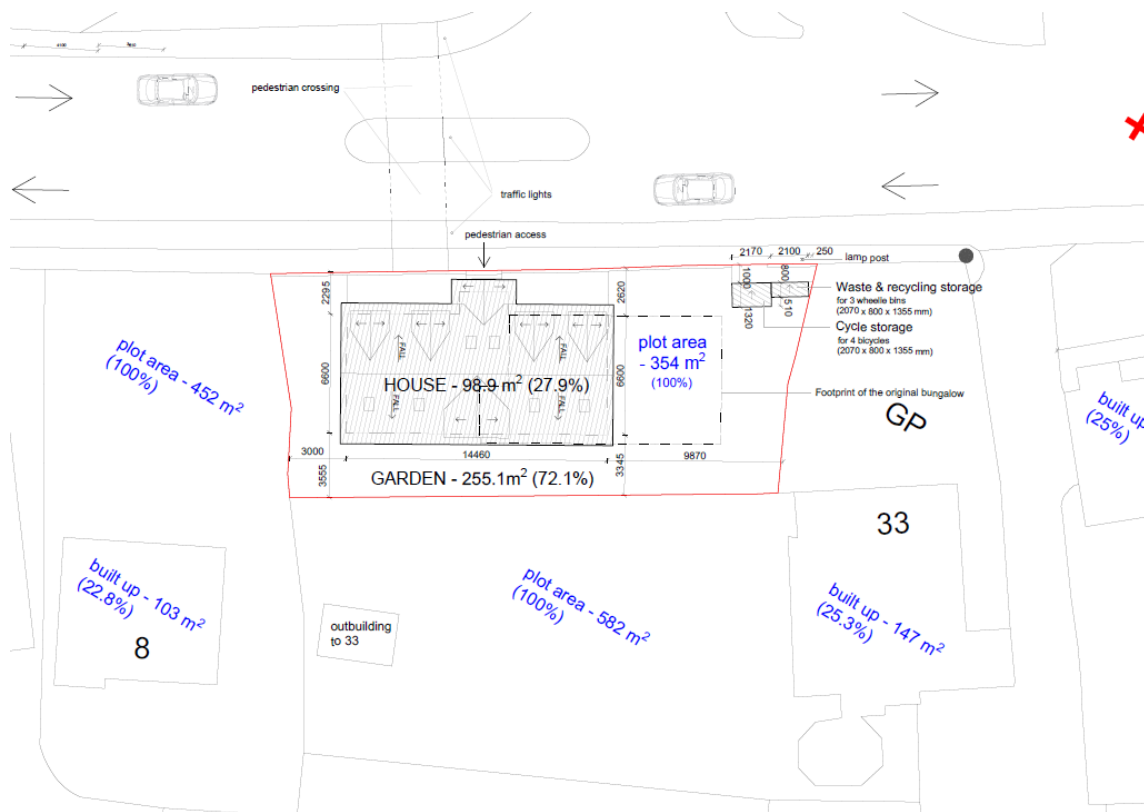 pedestrian crossing
traffic lights
pedestrian access
2170
2100
250
lamp post
2295
2620
1000
800
Waste & recycling storage
for 3 wheelie bins
(2070 x 800 x 1355 mm)
510
1320
Cycle storage
for 4 bicycles
(2070 x 800 x 1355 mm)
plot area - 452 m²
(100%)
6600
FALL
FALL
HOUSE - 98.9 m² (27.9%)
FALL
FALL
6600
plot area
- 354 m²
(100%)
Footprint of the original bungalow
GP
built up
(25%)
3000
14460
9870
3555
3345
GARDEN - 255.1m² (72.1%)
33
built up - 103 m²
(22.8%)
8
outbuilding
to 33
plot area - 582 m²
(100%)
built up - 147 m²
(25.3%)